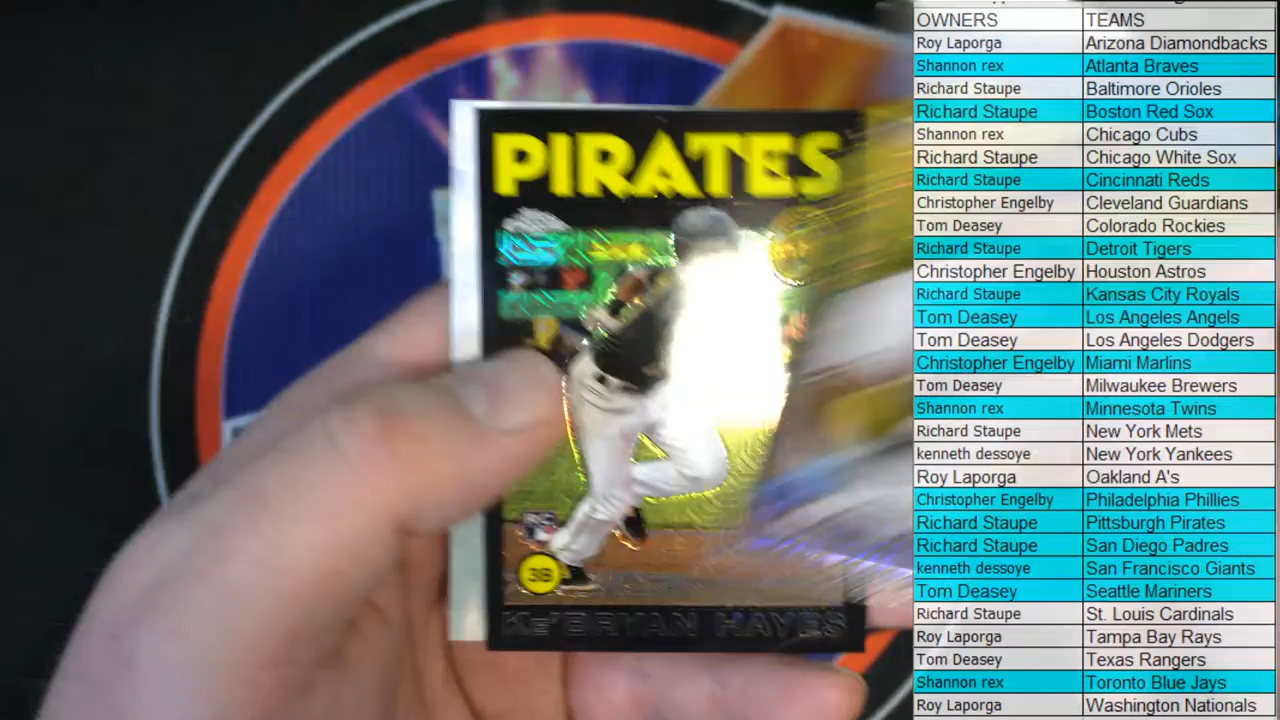 PIRATES
3B
Ke'BRYAN HAYES
OWNERS TEAMS
Roy Laporga Arizona Diamondbacks
Shannon rex Atlanta Braves
Richard Staupe Baltimore Orioles
Richard Staupe Boston Red Sox
Shannon rex Chicago Cubs
Richard Staupe Chicago White Sox
Richard Staupe Cincinnati Reds
Christopher Engelby Cleveland Guardians
Tom Deasey Colorado Rockies
Richard Staupe Detroit Tigers
Christopher Engelby Houston Astros
Richard Staupe Kansas City Royals
Tom Deasey Los Angeles Angels
Tom Deasey Los Angeles Dodgers
Christopher Engelby Miami Marlins
Tom Deasey Milwaukee Brewers
Shannon rex Minnesota Twins
Richard Staupe New York Mets
kenneth dessoye New York Yankees
Roy Laporga Oakland A's
Christopher Engelby Philadelphia Phillies
Richard Staupe Pittsburgh Pirates
Richard Staupe San Diego Padres
kenneth dessoye San Francisco Giants
Tom Deasey Seattle Mariners
Richard Staupe St. Louis Cardinals
Roy Laporga Tampa Bay Rays
Tom Deasey Texas Rangers
Shannon rex Toronto Blue Jays
Roy Laporga Washington Nationals